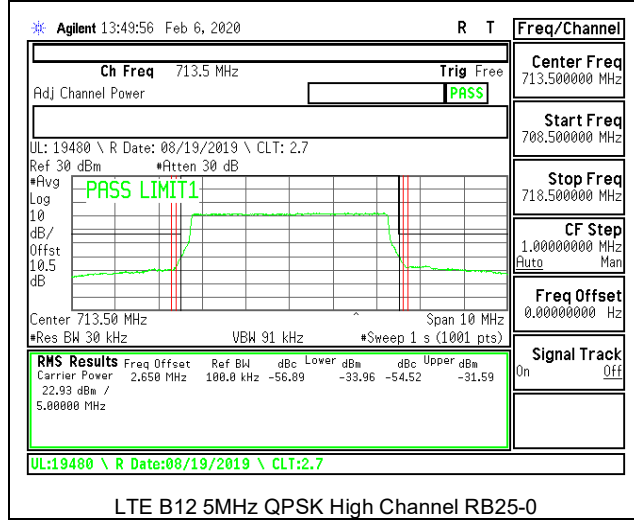 Agilent 13:49:56 Feb 6, 2020 R T
Ch Freq 713.5 MHz Trig Free
Adj Channel Power PASS
UL: 19480 \ R Date: 08/19/2019 \ CLT: 2.7
Ref 30 dBm #Atten 30 dB
#Avg
Log
10
dB/
Offst
10.5
dB
PASS LIMIT1
Center 713.50 MHz ^ Span 10 MHz
#Res BW 30 kHz VBW 91 kHz #Sweep 1 s (1001 pts)
RMS Results Freq Offset Ref BW dBc Lower dBm dBc Upper dBm
Carrier Power 2.650 MHz 100.0 kHz -56.89 -33.96 -54.52 -31.59
22.93 dBm /
5.00000 MHz
UL:19480 \ R Date:08/19/2019 \ CLT:2.7
Freq/Channel
Center Freq
713.500000 MHz
Start Freq
708.500000 MHz
Stop Freq
718.500000 MHz
CF Step
1.00000000 MHz
Auto Man
Freq Offset
0.00000000 Hz
Signal Track
On Off
LTE B12 5MHz QPSK High Channel RB25-0